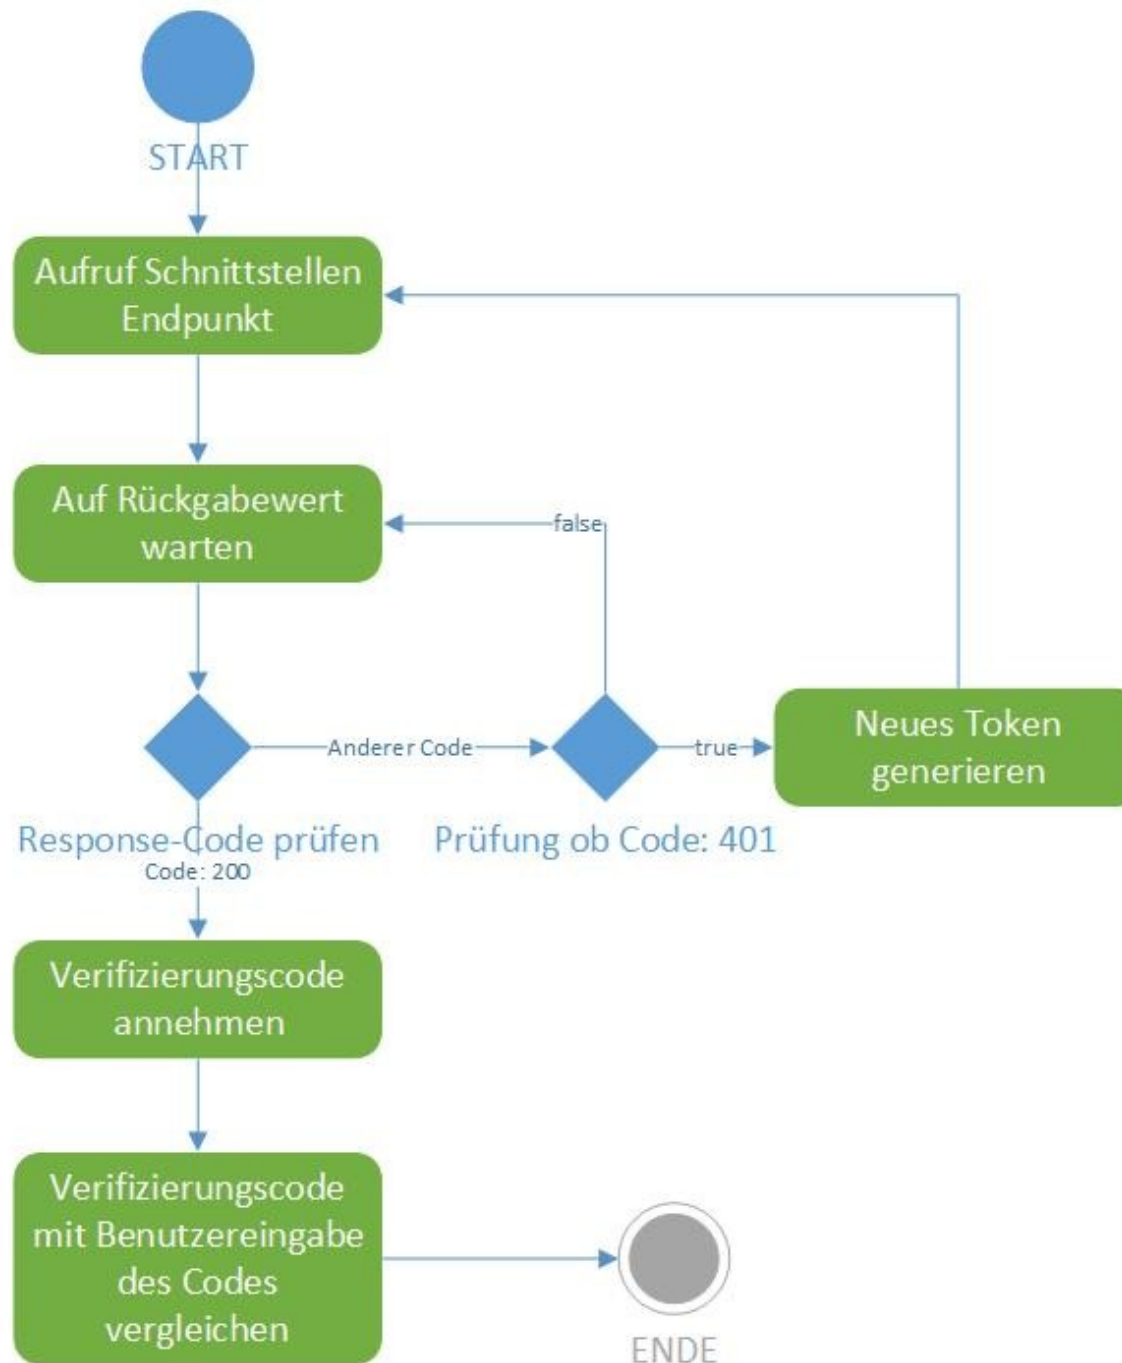 START
Aufruf Schnittstellen
Endpunkt
Auf Rückgabewert
warten
false
Anderer Code
true
Neues Token
generieren
Response-Code prüfen
Prüfung ob Code: 401
Code: 200
Verifizierungscode
annehmen
Verifizierungscode
mit Benutzereingabe
des Codes
vergleichen
ENDE